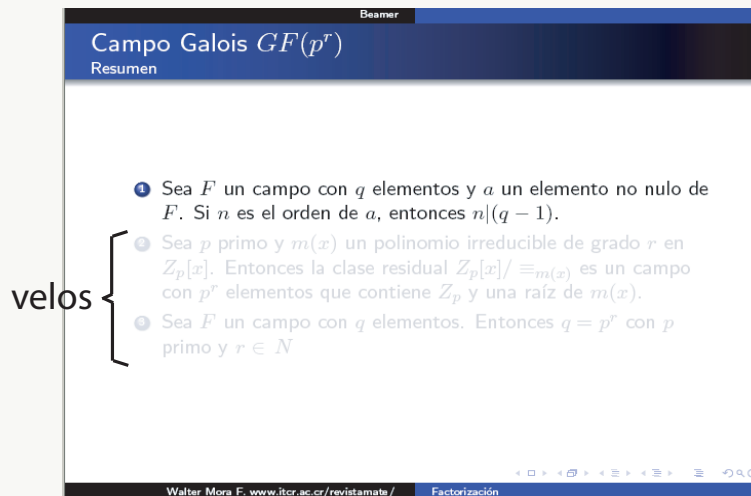 Beamer
Campo Galois GF(p^r)
Resumen
1 Sea F un campo con q elementos y a un elemento no nulo de
F. Si n es el orden de a, entonces n|(q − 1).
2 Sea p primo y m(x) un polinomio irreducible de grado r en
Z_p[x]. Entonces la clase residual Z_p[x]/ ≡_{m(x)} es un campo
con p^r elementos que contiene Z_p y una raíz de m(x).
3 Sea F un campo con q elementos. Entonces q = p^r con p
primo y r ∈ N
velos
Walter Mora F. www.itcr.ac.cr/revistamate/ Factorización